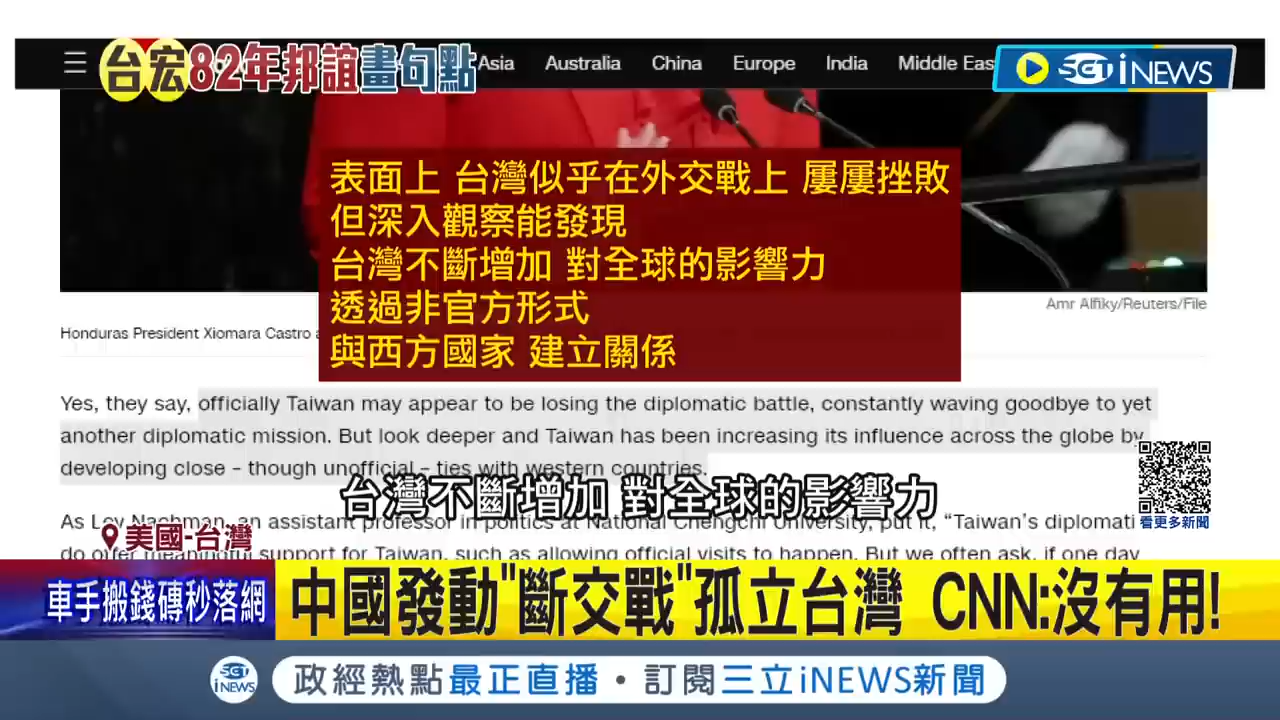 台宏82年邦誼畫句點
Asia Australia China Europe India Middle Eas
SET iNEWS
表面上 台灣似乎在外交戰上 屢屢挫敗
但深入觀察能發現
台灣不斷增加 對全球的影響力
透過非官方形式
與西方國家 建立關係
Amr Alfiky/Reuters/File
Honduras President Xiomara Castro
Yes, they say, officially Taiwan may appear to be losing the diplomatic battle, constantly waving goodbye to yet
another diplomatic mission. But look deeper and Taiwan has been increasing its influence across the globe by
developing close - though unofficial - ties with western countries.
台灣不斷增加 對全球的影響力
看更多新聞
As Lev Nachman, an assistant professor in politics at National Chengchi University, put it, “Taiwan’s diplomati
美國-台灣
do offer meaningful support for Taiwan, such as allowing official visits to happen. But we often ask, if one day
車手搬錢磚秒落網
中國發動"斷交戰"孤立台灣 CNN:沒有用!
SET iNEWS
政經熱點最正直播・訂閱三立iNEWS新聞